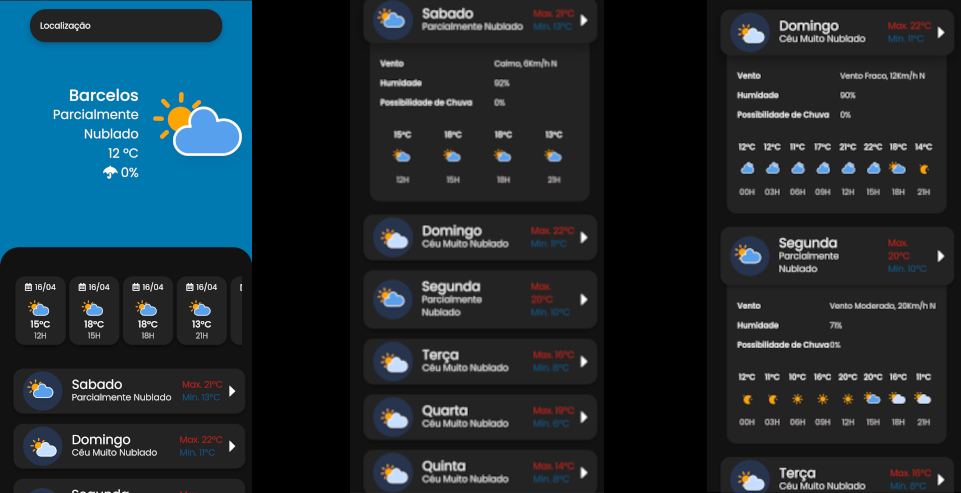 Localização
Barcelos
Parcialmente
Nublado
12 ºC
0%
16/04 16/04 16/04 16/04
15ºC 18ºC 18ºC 13ºC
12H 15H 18H 21H
Sabado Max. 21ºC
Parcialmente Nublado Min. 13ºC
Domingo Max. 22ºC
Céu Muito Nublado Min. 11ºC
Segunda
Sabado Max. 21ºC
Parcialmente Nublado Min. 13ºC
Vento Calmo, 6Km/h N
Humidade 92%
Possibilidade de Chuva 0%
15ºC 18ºC 18ºC 13ºC
12H 15H 18H 21H
Domingo Max. 22ºC
Céu Muito Nublado Min. 11ºC
Segunda Max.
Parcialmente 20ºC
Nublado Min. 10ºC
Terça Max. 16ºC
Céu Muito Nublado Min. 8ºC
Quarta Max. 19ºC
Céu Muito Nublado Min. 6ºC
Quinta Max. 14ºC
Céu Muito Nublado Min. 8ºC
Domingo Max. 22ºC
Céu Muito Nublado Min. 11ºC
Vento Vento Fraco, 12Km/h N
Humidade 90%
Possibilidade de Chuva 0%
12ºC 12ºC 11ºC 17ºC 21ºC 22ºC 18ºC 14ºC
00H 03H 06H 09H 12H 15H 18H 21H
Segunda Max.
Parcialmente 20ºC
Nublado Min. 10ºC
Vento Vento Moderado, 20Km/h N
Humidade 71%
Possibilidade de Chuva 0%
12ºC 11ºC 10ºC 16ºC 20ºC 20ºC 16ºC 11ºC
00H 03H 06H 09H 12H 15H 18H 21H
Terça Max. 16ºC
Céu Muito Nublado Min. 8ºC